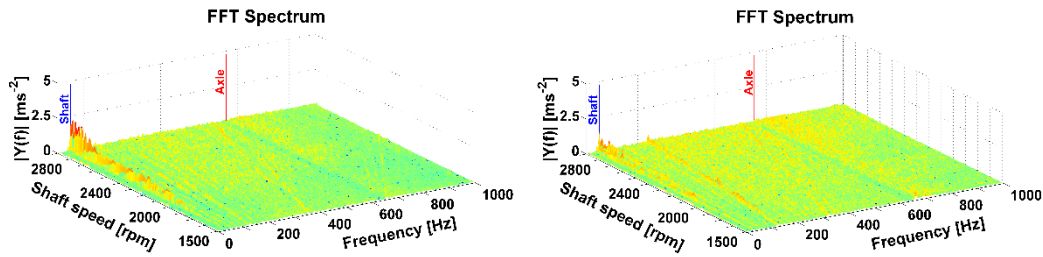 FFT Spectrum
5
2.5
0
|Y(f)| [ms-2]
Shaft
Axle
2800
2400
2000
1500
Shaft speed [rpm]
0
200
400
600
800
1000
Frequency [Hz]
FFT Spectrum
5
2.5
0
|Y(f)| [ms-2]
Shaft
Axle
2800
2400
2000
1500
Shaft speed [rpm]
0
200
400
600
800
1000
Frequency [Hz]